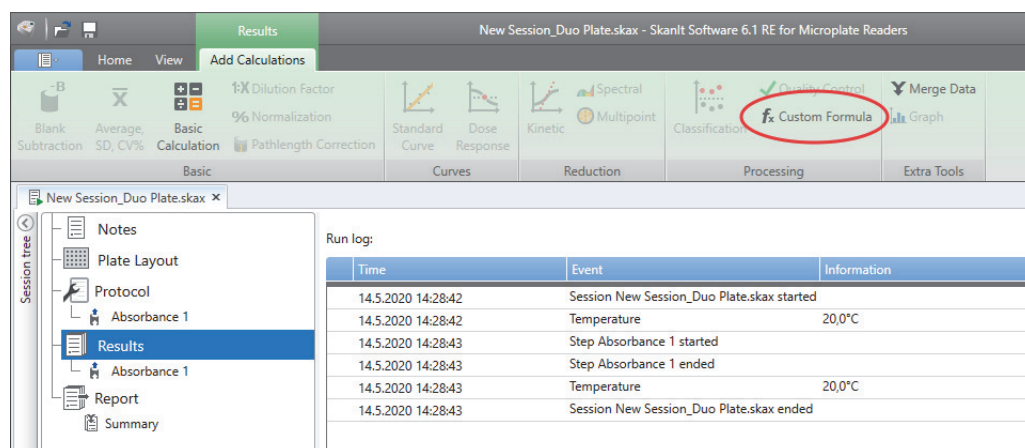 Results
New Session_Duo Plate.skax - SkanIt Software 6.1 RE for Microplate Readers
Home View Add Calculations
-B
Blank
Subtraction
X
Average,
SD, CV%
Basic
Calculation
1:X Dilution Factor
% Normalization
Pathlength Correction
Basic
Standard
Curve
Dose
Response
Curves
Kinetic
Spectral
Multipoint
Reduction
Classification
Quality Control
fx Custom Formula
Processing
Merge Data
Graph
Extra Tools
New Session_Duo Plate.skax ×
Session tree
Notes
Plate Layout
Protocol
Absorbance 1
Results
Absorbance 1
Report
Summary
Run log:
Time Event Information
14.5.2020 14:28:42 Session New Session_Duo Plate.skax started
14.5.2020 14:28:42 Temperature 20,0°C
14.5.2020 14:28:43 Step Absorbance 1 started
14.5.2020 14:28:43 Step Absorbance 1 ended
14.5.2020 14:28:43 Temperature 20,0°C
14.5.2020 14:28:43 Session New Session_Duo Plate.skax ended